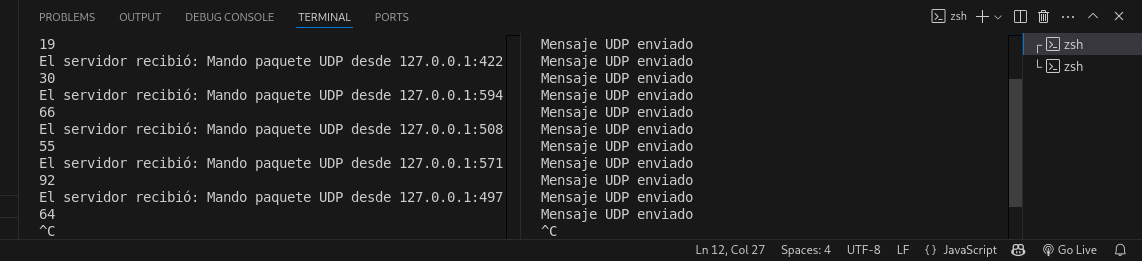 PROBLEMS OUTPUT DEBUG CONSOLE TERMINAL PORTS zsh
19
El servidor recibió: Mando paquete UDP desde 127.0.0.1:422
30
El servidor recibió: Mando paquete UDP desde 127.0.0.1:594
66
El servidor recibió: Mando paquete UDP desde 127.0.0.1:508
55
El servidor recibió: Mando paquete UDP desde 127.0.0.1:571
92
El servidor recibió: Mando paquete UDP desde 127.0.0.1:497
64
^C
Mensaje UDP enviado
Mensaje UDP enviado
Mensaje UDP enviado
Mensaje UDP enviado
Mensaje UDP enviado
Mensaje UDP enviado
Mensaje UDP enviado
Mensaje UDP enviado
Mensaje UDP enviado
Mensaje UDP enviado
Mensaje UDP enviado
^C
zsh
zsh
Ln 12, Col 27 Spaces: 4 UTF-8 LF {} JavaScript Go Live